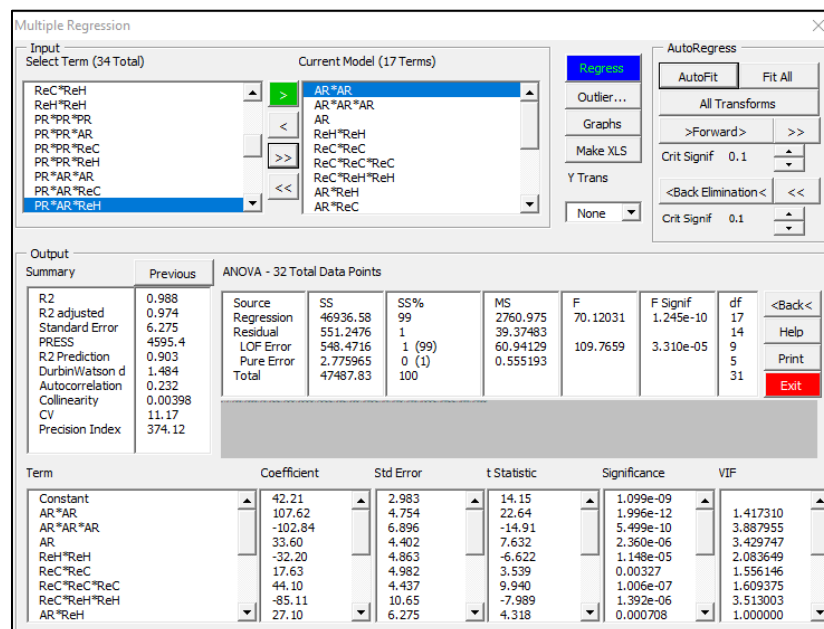 Multiple Regression
Input
Select Term (34 Total)
ReC*ReH
ReH*ReH
PR*PR*PR
PR*PR*AR
PR*PR*ReC
PR*PR*ReH
PR*AR*AR
PR*AR*ReC
PR*AR*ReH
>
<
>>
<<
Current Model (17 Terms)
AR*AR
AR*AR*AR
AR
ReH*ReH
ReC*ReC
ReC*ReC*ReC
ReC*ReH*ReH
AR*ReH
AR*ReC
Regress
Outlier...
Graphs
Make XLS
Y Trans
None
AutoRegress
AutoFit Fit All
All Transforms
>Forward> >>
Crit Signif 0.1
<Back Elimination< <<
Crit Signif 0.1
Output
Summary Previous
R2 0.988
R2 adjusted 0.974
Standard Error 6.275
PRESS 4595.4
R2 Prediction 0.903
DurbinWatson d 1.484
Autocorrelation 0.232
Collinearity 0.00398
CV 11.17
Precision Index 374.12
ANOVA - 32 Total Data Points
Source SS SS% MS F F Signif df
Regression 46936.58 99 2760.975 70.12031 1.245e-10 17
Residual 551.2476 1 39.37483 14
LOF Error 548.4716 1 (99) 60.94129 109.7659 3.310e-05 9
Pure Error 2.775965 0 (1) 0.555193 5
Total 47487.83 100 31
<Back<
Help
Print
Exit
Term Coefficient Std Error t Statistic Significance VIF
Constant 42.21 2.983 14.15 1.099e-09
AR*AR 107.62 4.754 22.64 1.996e-12 1.417310
AR*AR*AR -102.84 6.896 -14.91 5.499e-10 3.887955
AR 33.60 4.402 7.632 2.360e-06 3.429747
ReH*ReH -32.20 4.863 -6.622 1.148e-05 2.083649
ReC*ReC 17.63 4.982 3.539 0.00327 1.556146
ReC*ReC*ReC 44.10 4.437 9.940 1.006e-07 1.609375
ReC*ReH*ReH -85.11 10.65 -7.989 1.392e-06 3.513003
AR*ReH 27.10 6.275 4.318 0.000708 1.000000